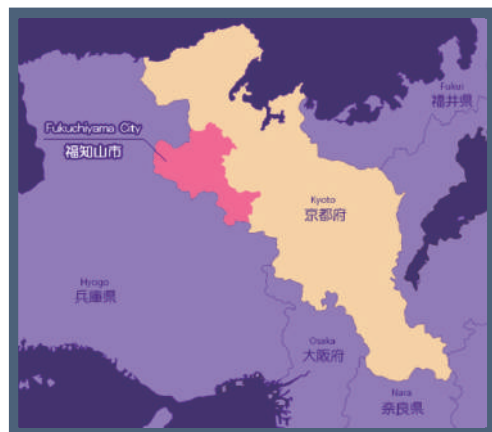 Fukui
福井県
Fukuchiyama City
福知山市
Kyoto
京都府
Hyogo
兵庫県
Osaka
大阪府
Nara
奈良県